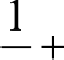 1
— +